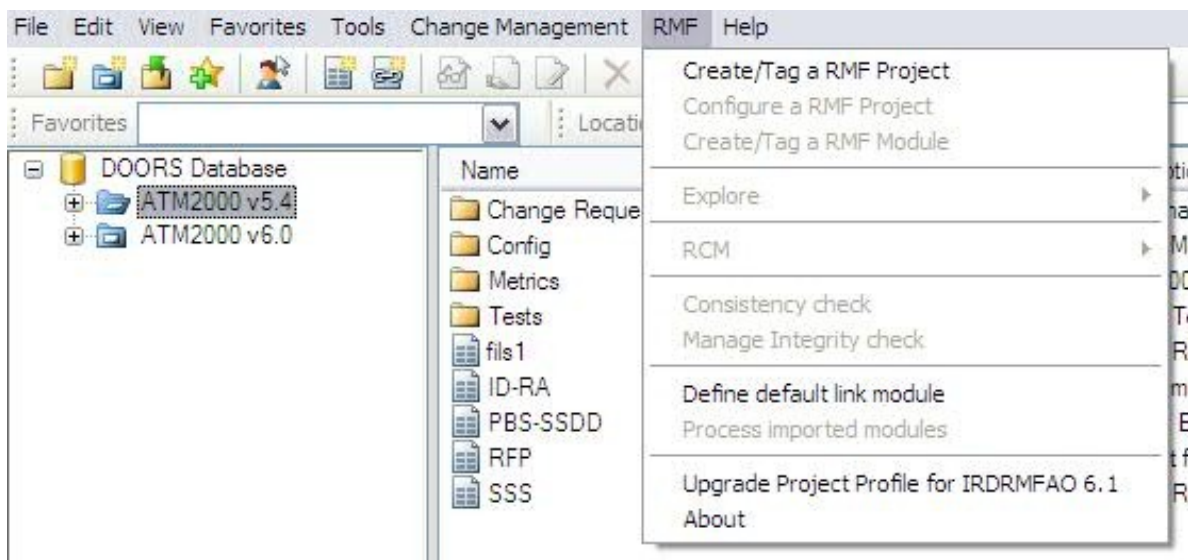 File Edit View Favorites Tools Change Management RMF Help
Favorites
DOORS Database
ATM2000 v5.4
ATM2000 v6.0
Name
Change Reque
Config
Metrics
Tests
fils1
ID-RA
PBS-SSDD
RFP
SSS
Create/Tag a RMF Project
Configure a RMF Project
Create/Tag a RMF Module
Explore
RCM
Consistency check
Manage Integrity check
Define default link module
Process imported modules
Upgrade Project Profile for IRDRMFAO 6.1
About